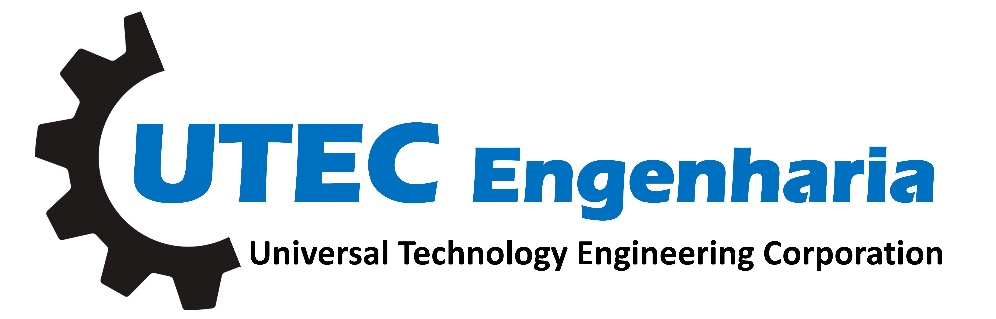 UTEC Engenharia
Universal Technology Engineering Corporation